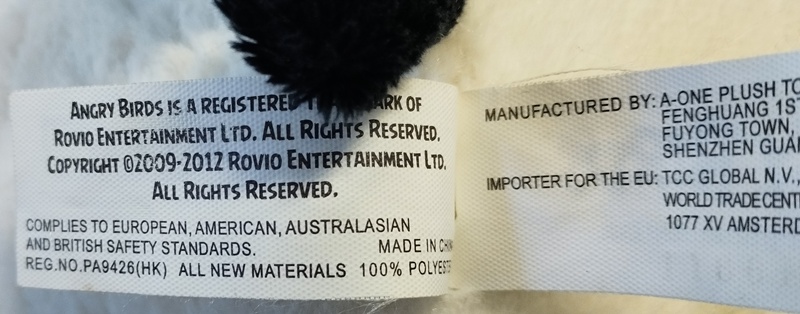 ANGRY BIRDS IS A REGISTERED OF
ROVIO ENTERTAINMENT LTD. ALL RIGHTS RESERVED.
COPYRIGHT ©2009-2012 ROVIO ENTERTAINMENT LTD.
ALL RIGHTS RESERVED.
COMPLIES TO EUROPEAN, AMERICAN, AUSTRALASIAN
AND BRITISH SAFETY STANDARDS. MADE IN
REG.NO.PA9426(HK) ALL NEW MATERIALS 100%
MANUFACTURED BY: A-ONE PLUSH
FENGHUANG
FUYONG TOWN,
SHENZHEN
IMPORTER FOR THE EU: TCC GLOBAL N.V.,
WORLD TRADE
1077 XV